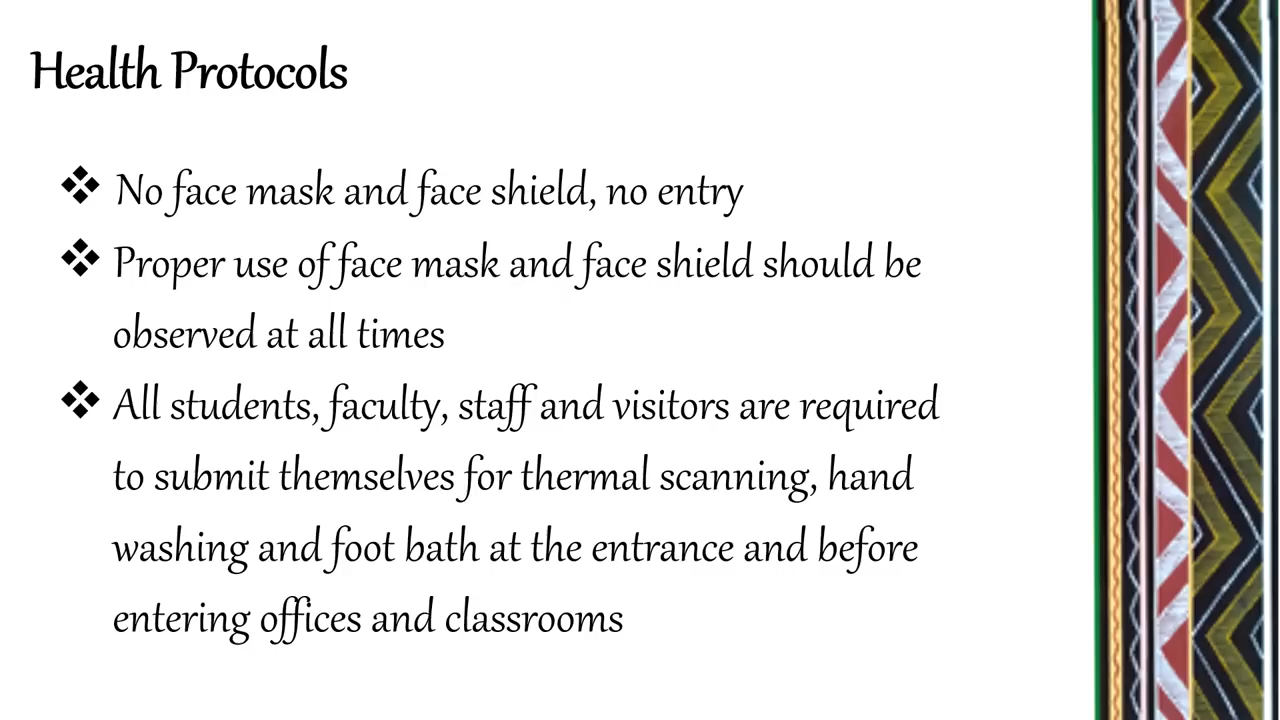 Health Protocols
❖ No face mask and face shield, no entry
❖ Proper use of face mask and face shield should be
observed at all times
❖ All students, faculty, staff and visitors are required
to submit themselves for thermal scanning, hand
washing and foot bath at the entrance and before
entering offices and classrooms